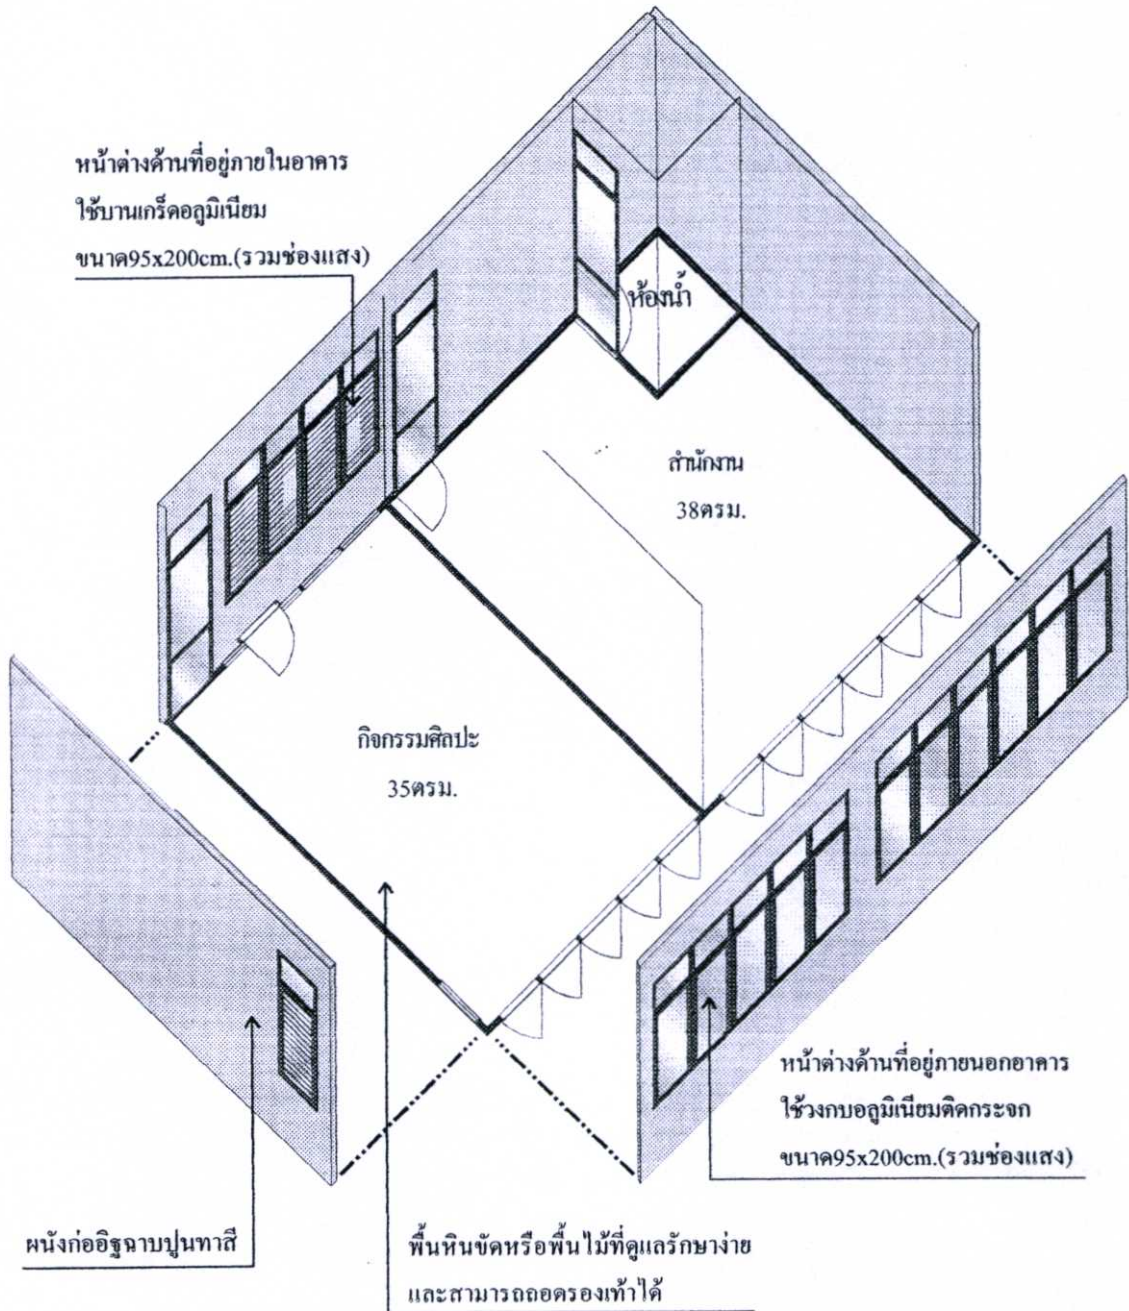 หน้าต่างด้านที่อยู่ภายในอาคาร
ใช้บานเกร็ดอลูมิเนียม
ขนาด95x200cm.(รวมช่องแสง)
ห้องน้ำ
สำนักงาน
38ตรม.
กิจกรรมศิลปะ
35ตรม.
หน้าต่างด้านที่อยู่ภายนอกอาคาร
ใช้วงกบอลูมิเนียมติดกระจก
ขนาด95x200cm.(รวมช่องแสง)
ผนังก่ออิฐฉาบปูนทาสี
พื้นหินขัดหรือพื้นไม้ที่ดูแลรักษาง่าย
และสามารถถอดรองเท้าได้